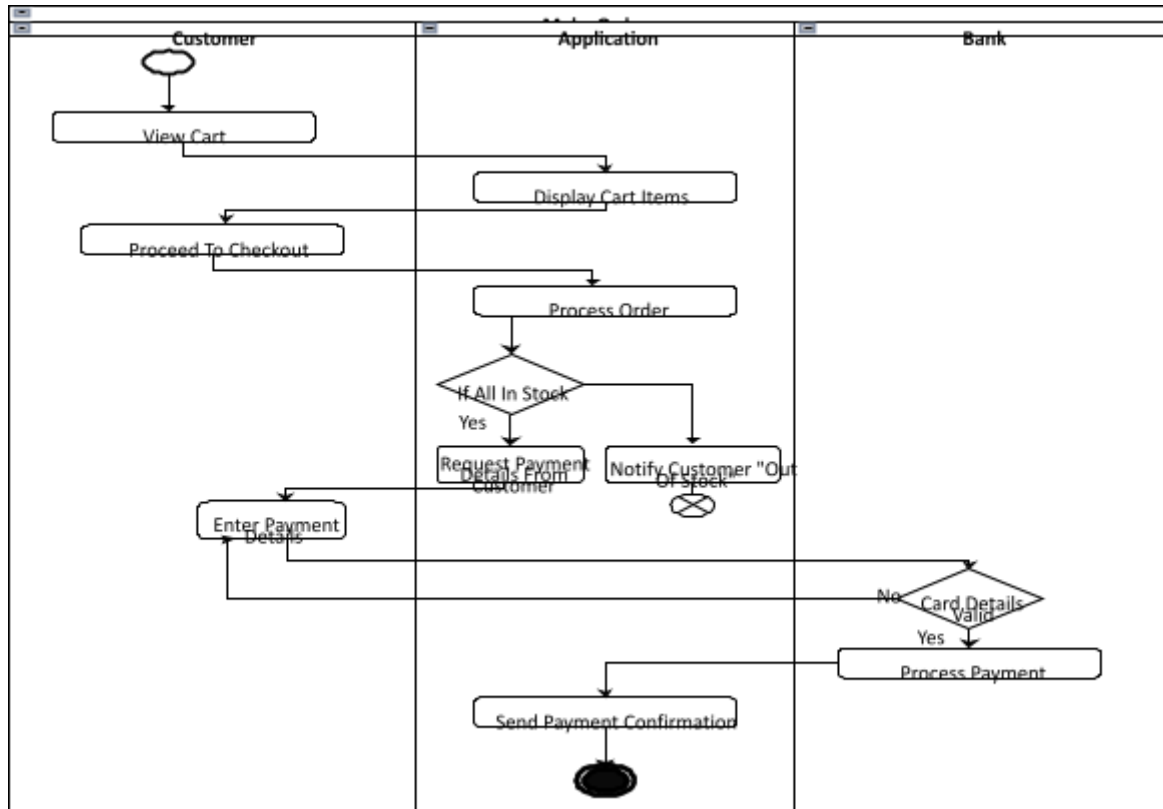 Customer
Application
Bank
View Cart
Display Cart Items
Proceed To Checkout
Process Order
If All In Stock
Yes
Request Payment
Details From
Customer
Notify Customer "Out
Of Stock"
Enter Payment
Details
No
Card Details
Valid
Yes
Process Payment
Send Payment Confirmation